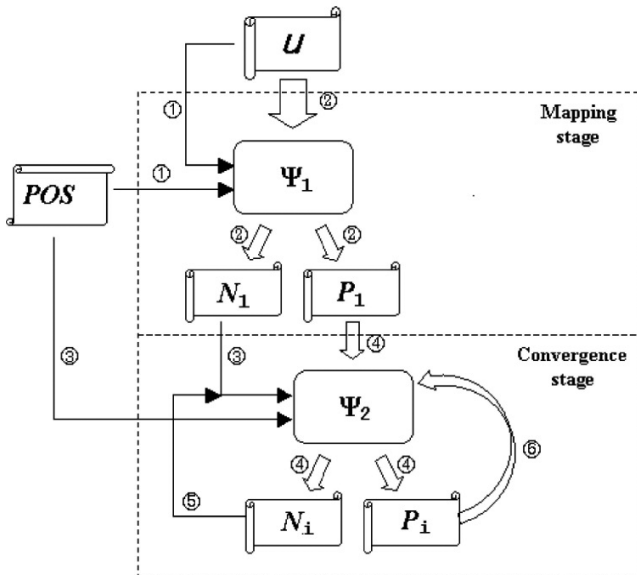 U
①
②
Mapping
stage
①
POS
Ψ₁
②
②
N₁
P₁
③
③
④
Convergence
stage
Ψ₂
④
④
⑥
⑤
Nᵢ
Pᵢ